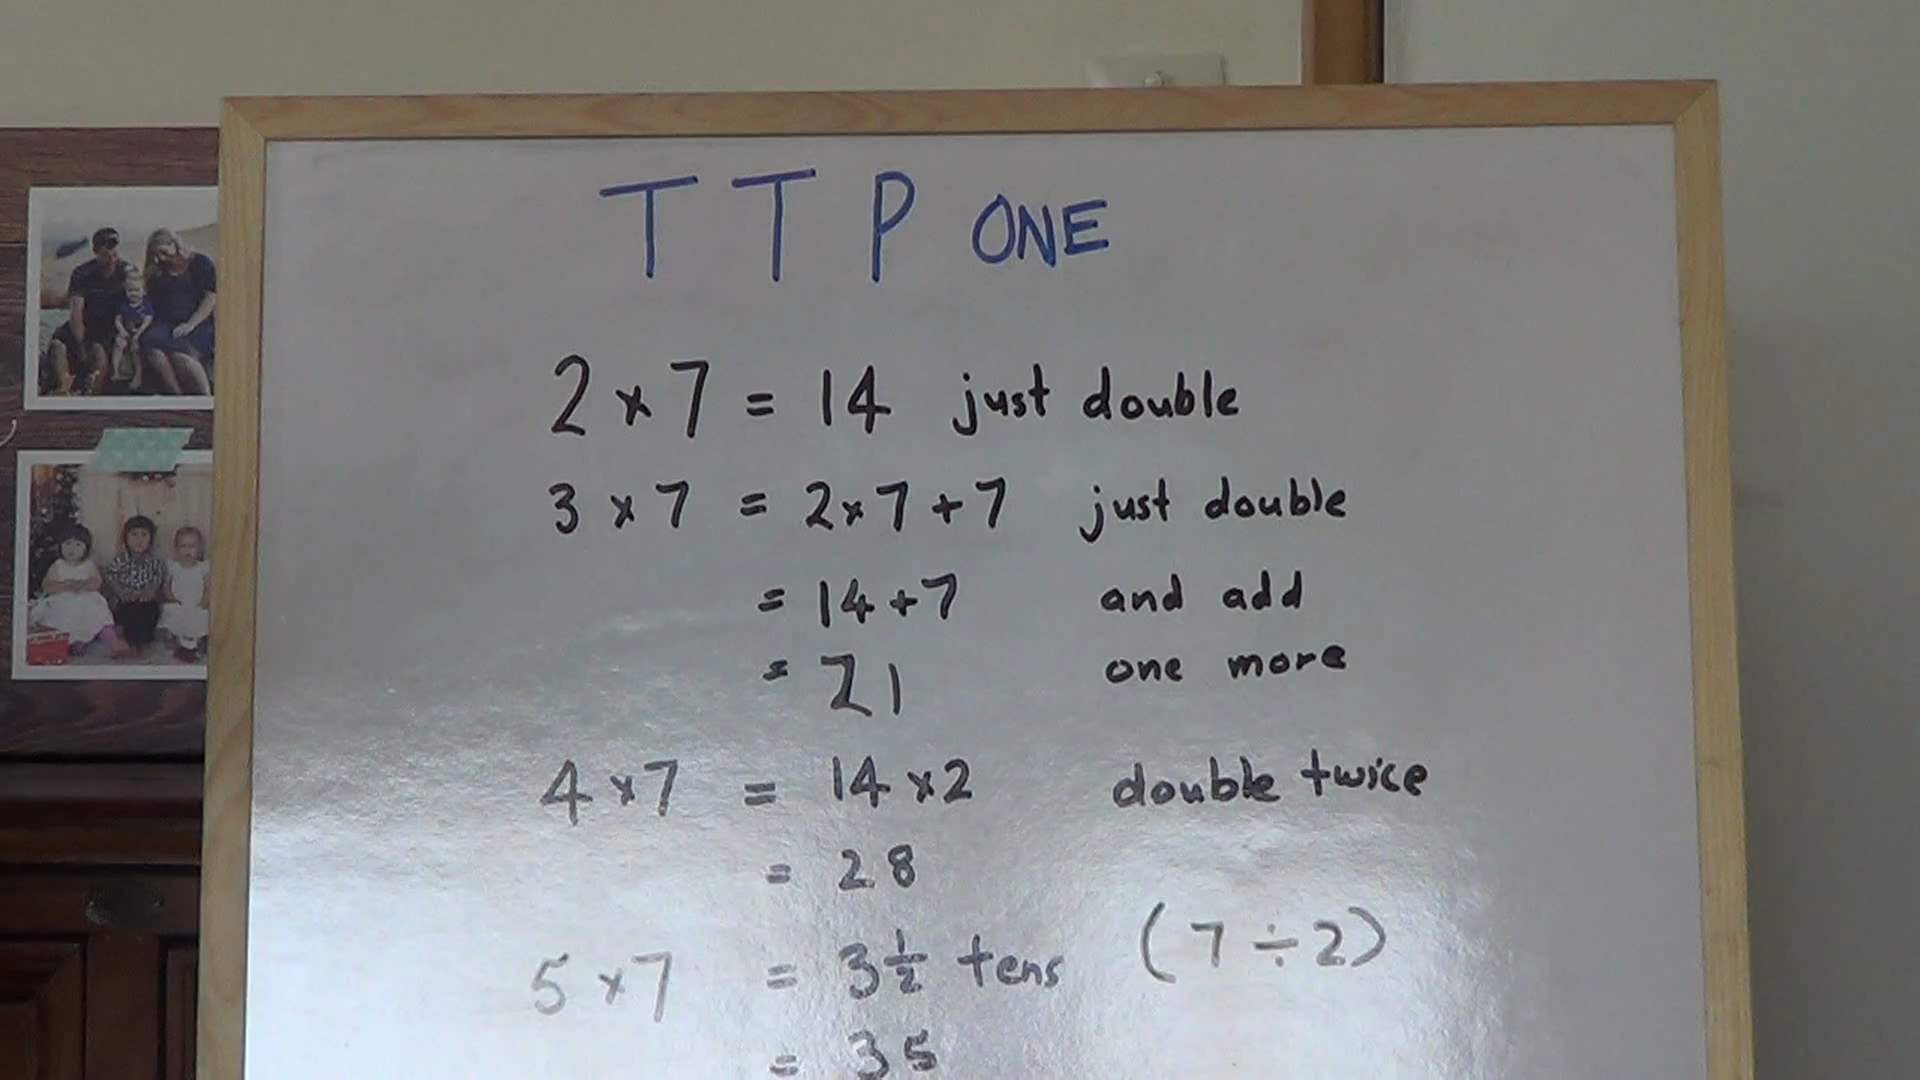 T T P ONE
2 × 7 = 14 just double
3 × 7 = 2×7+7 just double
= 14+7 and add
= 21 one more
4 ×7 = 14 ×2 double twice
= 28
5 ×7 = 3½ tens (7 ÷ 2)
= 35